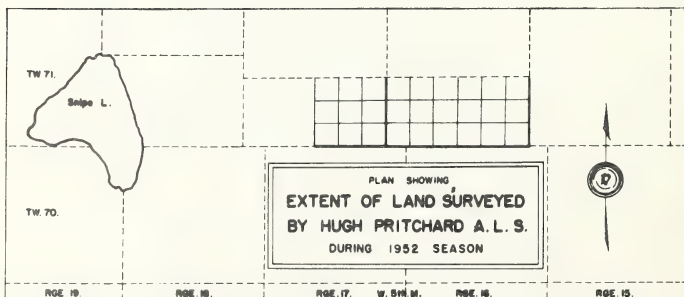 TW. 71.
Snipe L.
TW. 70.
PLAN SHOWING
EXTENT OF LAND SURVEYED
BY HUGH PRITCHARD A.L.S.
DURING 1952 SEASON
RGE. 19. RGE. 18. RGE. 17. W. 5TH. M. RGE. 16. RGE. 15.